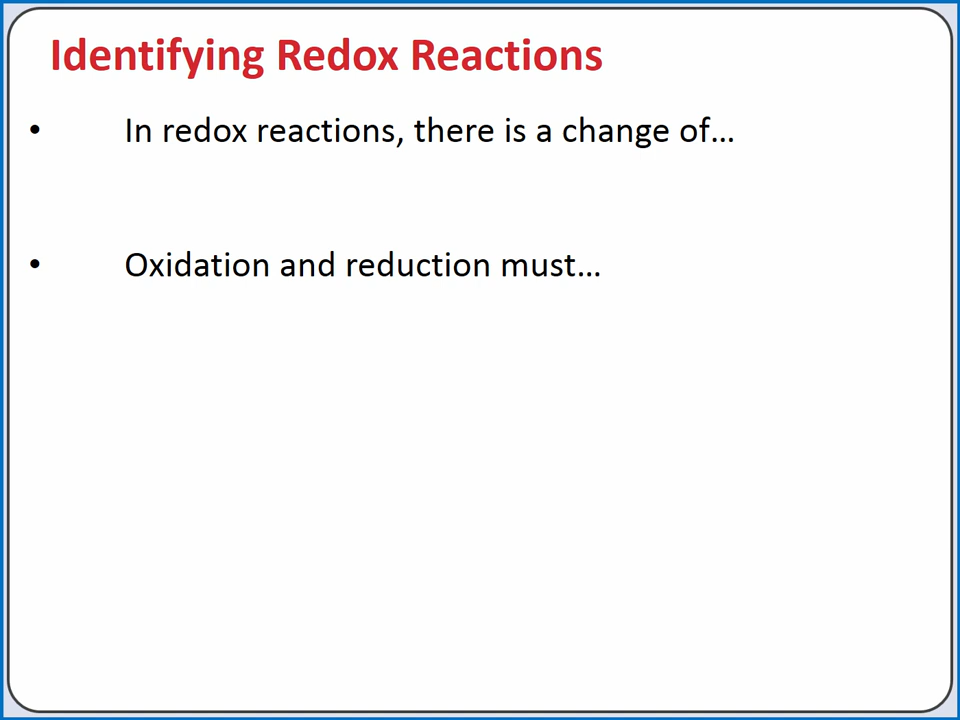 Identifying Redox Reactions
• In redox reactions, there is a change of…
• Oxidation and reduction must…